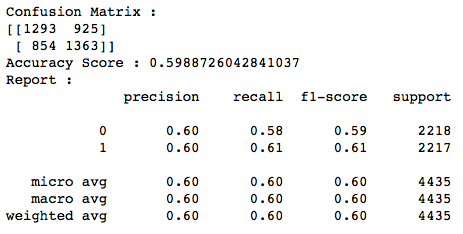 Confusion Matrix :
[[1293  925]
 [ 854 1363]]
Accuracy Score : 0.5988726042841037
Report :
              precision    recall  f1-score   support

           0       0.60      0.58      0.59      2218
           1       0.60      0.61      0.61      2217

   micro avg       0.60      0.60      0.60      4435
   macro avg       0.60      0.60      0.60      4435
weighted avg       0.60      0.60      0.60      4435